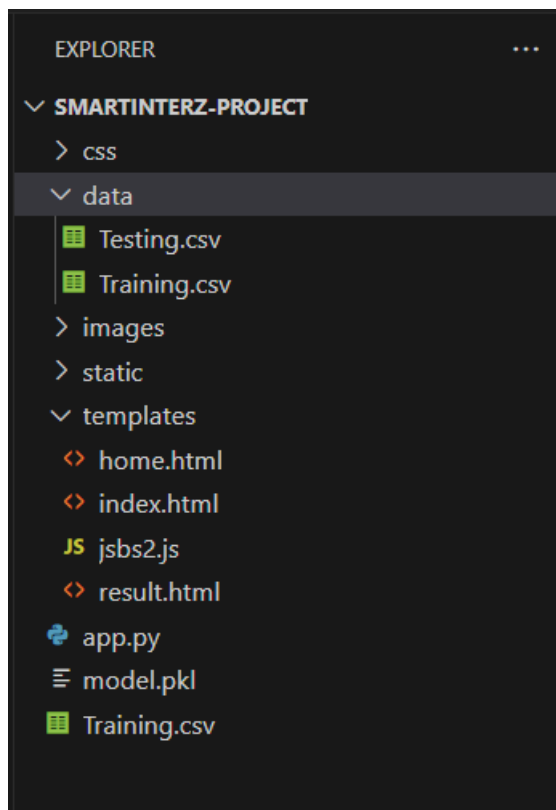 EXPLORER ...
SMARTINTERZ-PROJECT
css
data
Testing.csv
Training.csv
images
static
templates
<> home.html
<> index.html
JS jsbs2.js
<> result.html
app.py
model.pkl
Training.csv